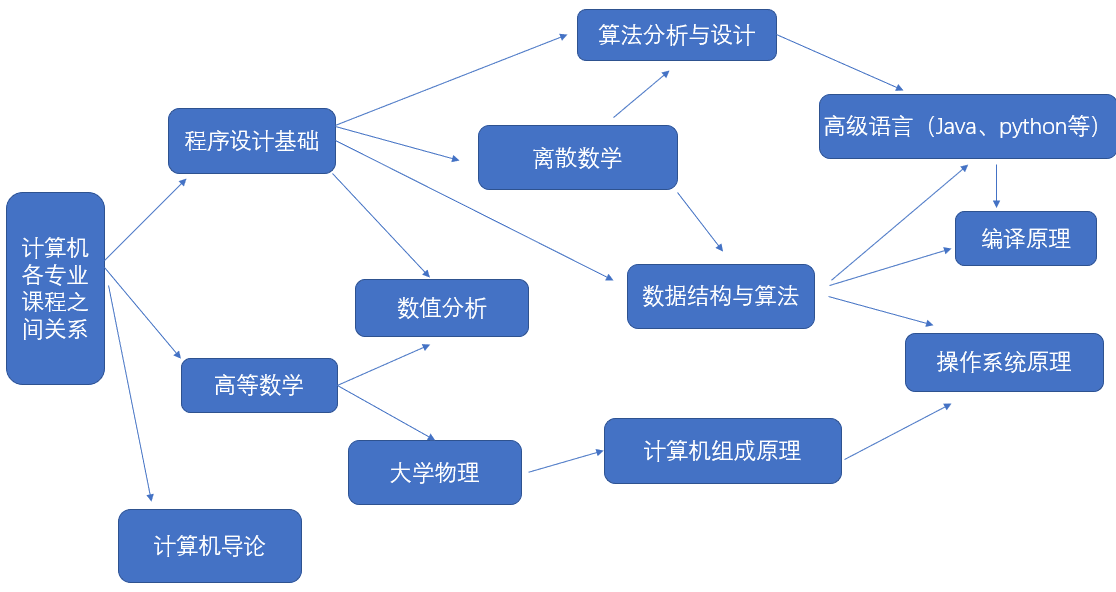 算法分析与设计
高级语言（Java、python等）
程序设计基础
离散数学
计算机
各专业
课程之
间关系
编译原理
数据结构与算法
数值分析
操作系统原理
高等数学
大学物理
计算机组成原理
计算机导论